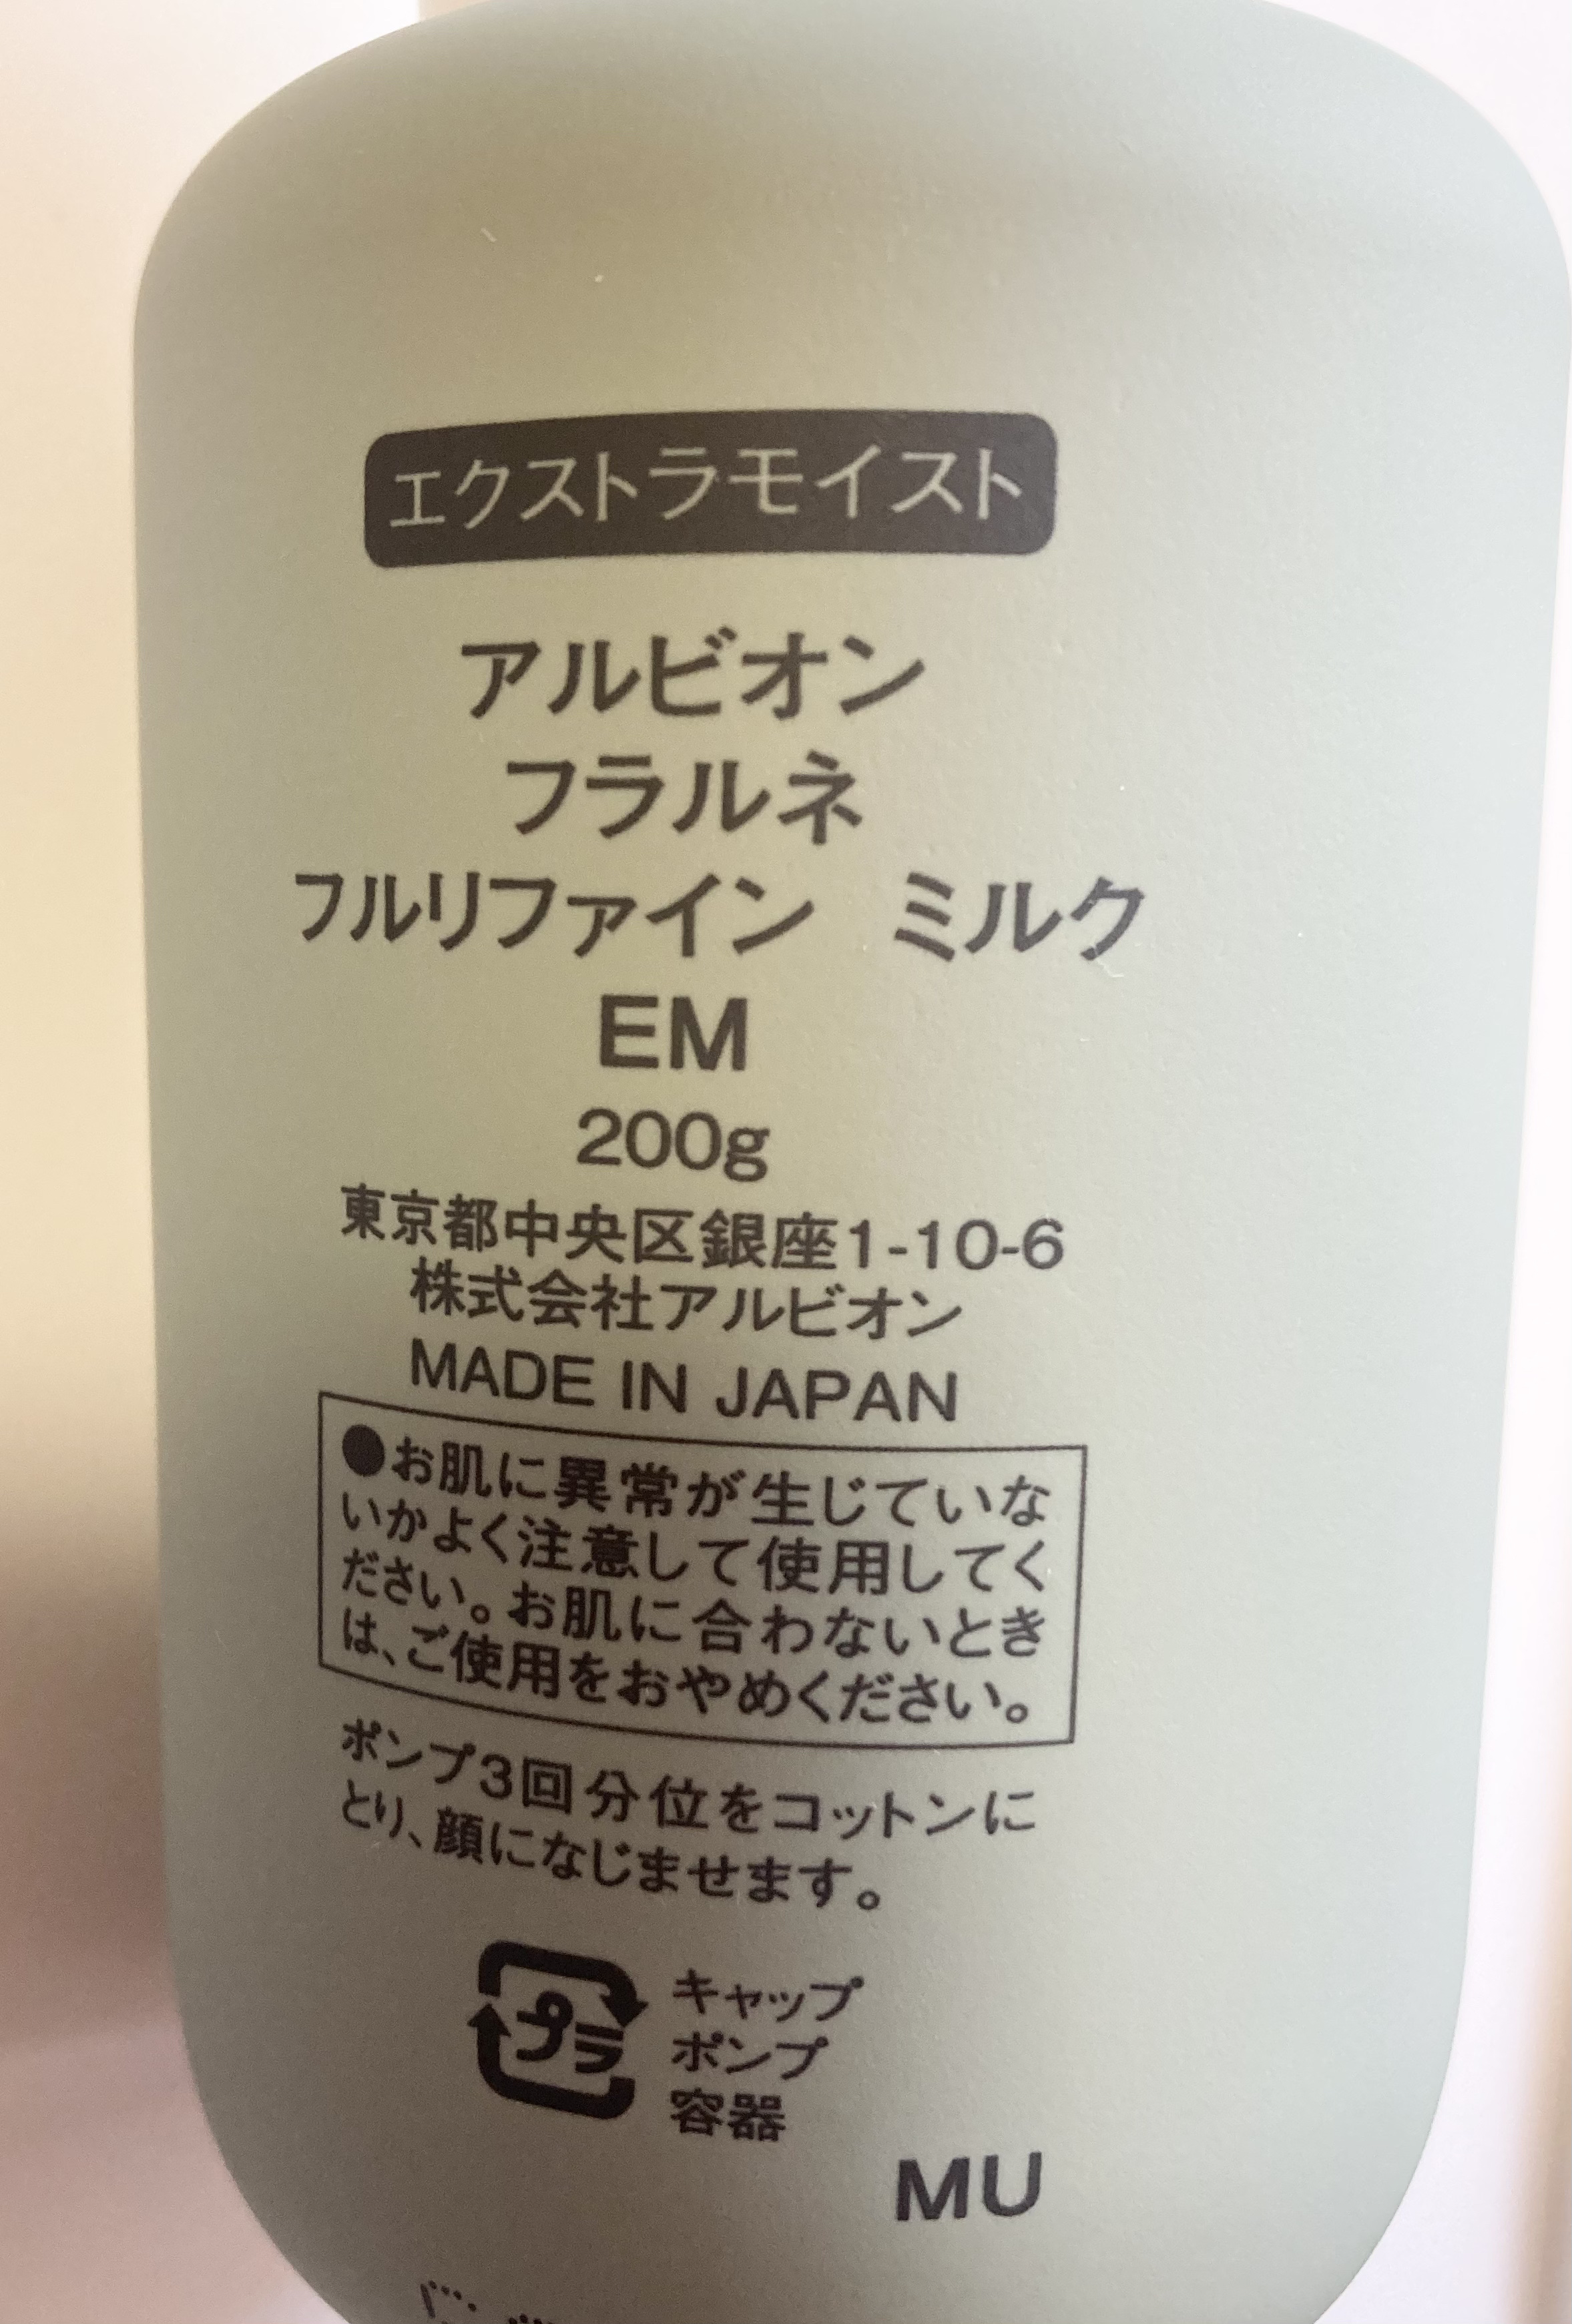 エクストラモイスト
アルビオン
フラルネ
フルリファイン ミルク
EM
200g
東京都中央区銀座1-10-6
株式会社アルビオン
MADE IN JAPAN
●お肌に異常が生じていな
いかよく注意して使用してく
ださい。お肌に合わないとき
は、ご使用をおやめください。
ポンプ3回分位をコットンに
とり、顔になじませます。
プラ
キャップ
ポンプ
容器
MU